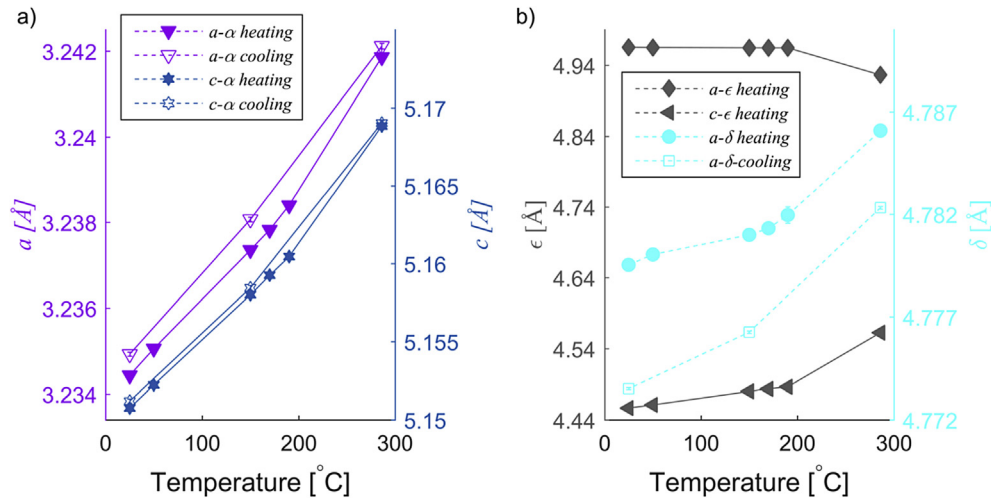 a)
a-α heating
a-α cooling
c-α heating
c-α cooling
3.242
3.24
3.238
3.236
3.234
a [Å]
5.17
5.165
5.16
5.155
5.15
c [Å]
0
100
200
300
Temperature [°C]
b)
a-ϵ heating
c-ϵ heating
a-δ heating
a-δ-cooling
4.94
4.84
4.74
4.64
4.54
4.44
ϵ [Å]
4.787
4.782
4.777
4.772
δ [Å]
0
100
200
300
Temperature [°C]